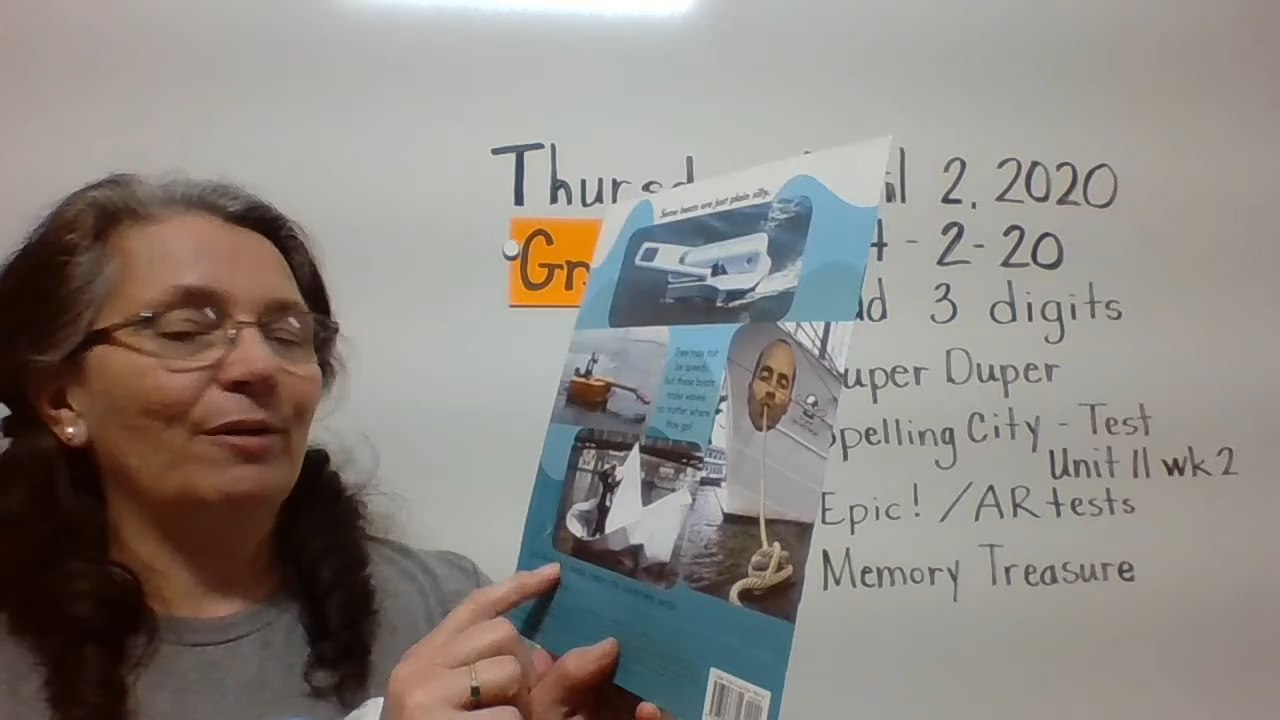 Thursd il 2, 2020
4-2-20
Gr
dd 3 digits
uper Duper
Spelling City - Test
Unit 11 wk 2
Epic! /AR tests
Memory Treasure
Some boats are just plain silly.
They may not
be speedy,
but these boats
make waves
no matter where
they go!